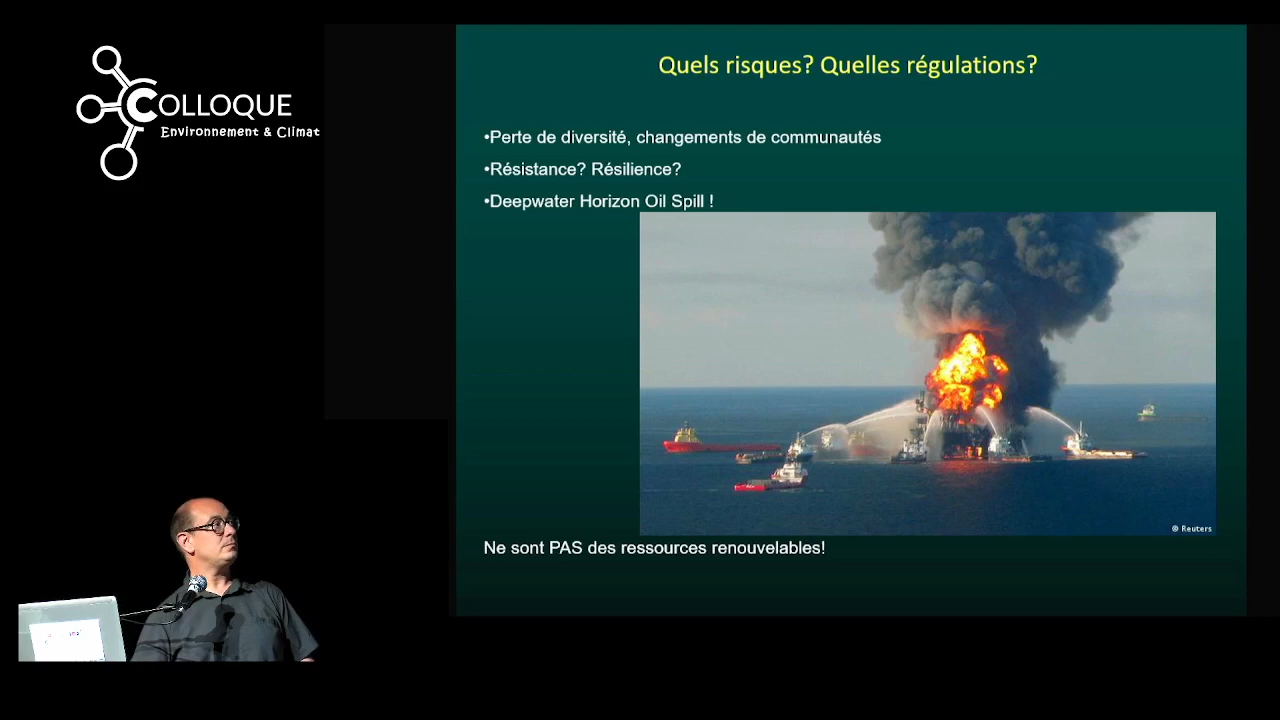 COLLOQUE
Environnement & Climat
Quels risques? Quelles régulations?
•Perte de diversité, changements de communautés
•Résistance? Résilience?
•Deepwater Horizon Oil Spill !
© Reuters
Ne sont PAS des ressources renouvelables!